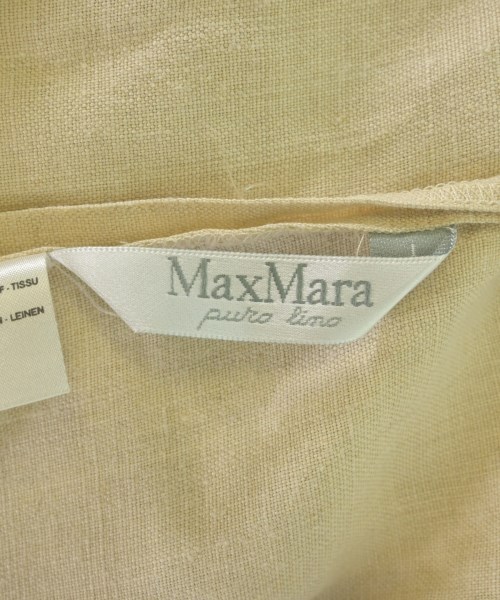 F - TISSU
- LEINEN
MaxMara
puro lino